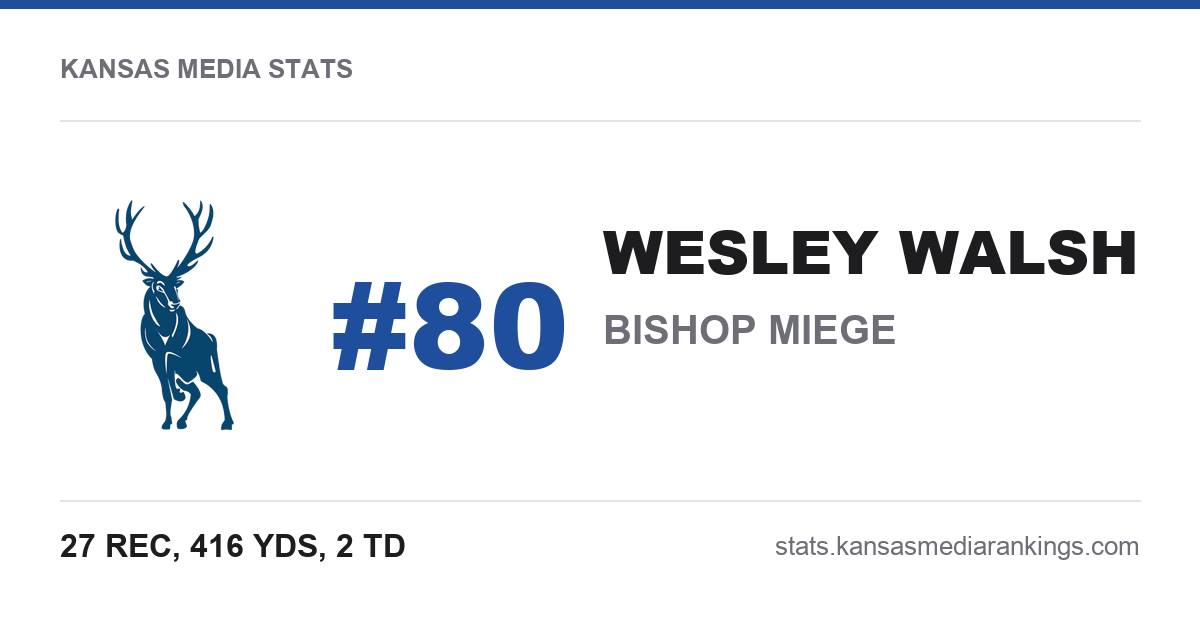 KANSAS MEDIA STATS
#80
WESLEY WALSH
BISHOP MIEGE
27 REC, 416 YDS, 2 TD
stats.kansasmediarankings.com